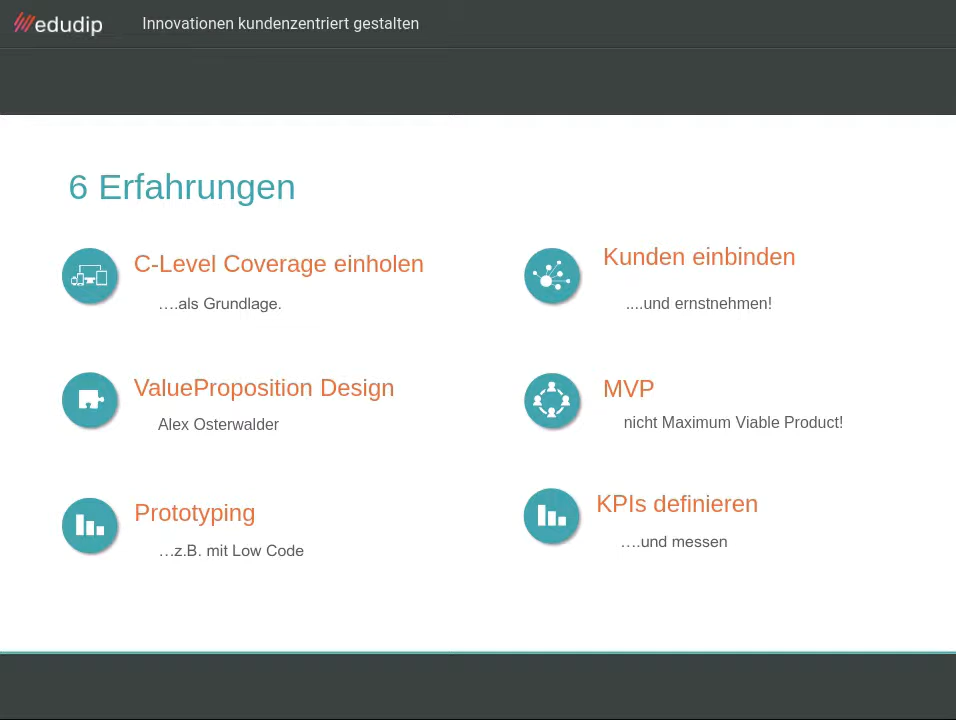 edudip
Innovationen kundenzentriert gestalten
6 Erfahrungen
C-Level Coverage einholen
….als Grundlage.
Kunden einbinden
....und ernstnehmen!
ValueProposition Design
Alex Osterwalder
MVP
nicht Maximum Viable Product!
Prototyping
…z.B. mit Low Code
KPIs definieren
….und messen